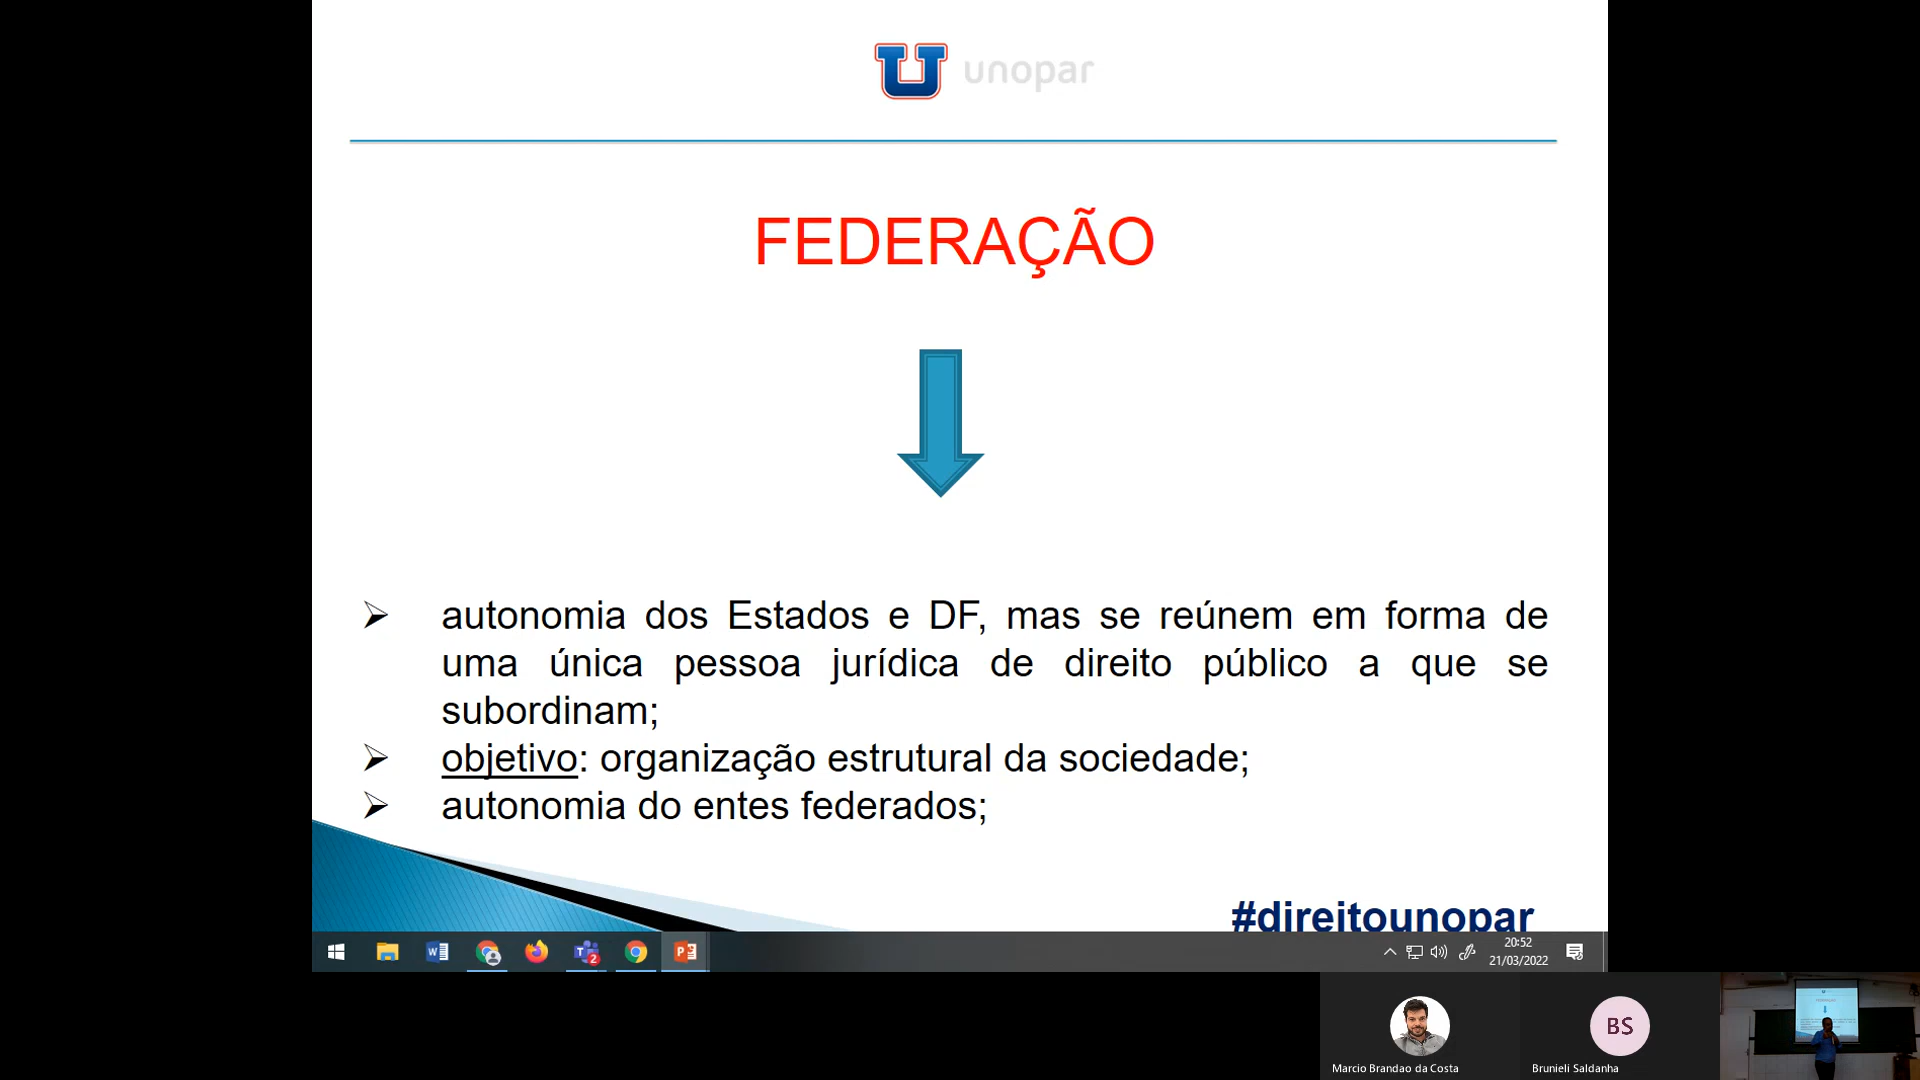 unopar
FEDERAÇÃO
➢ autonomia dos Estados e DF, mas se reúnem em forma de
uma única pessoa jurídica de direito público a que se
subordinam;
➢ objetivo: organização estrutural da sociedade;
➢ autonomia do entes federados;
#direitounopar
20:52
21/03/2022
2
BS
Marcio Brandao da Costa
Brunieli Saldanha